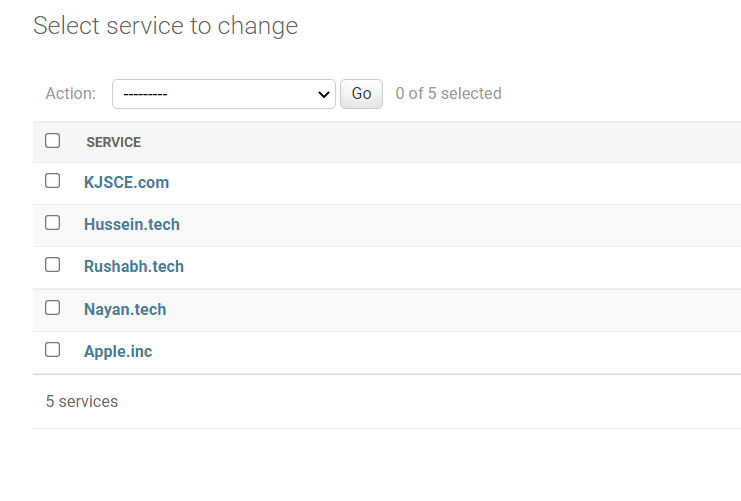 Select service to change
Action: --------- Go 0 of 5 selected
SERVICE
KJSCE.com
Hussein.tech
Rushabh.tech
Nayan.tech
Apple.inc
5 services